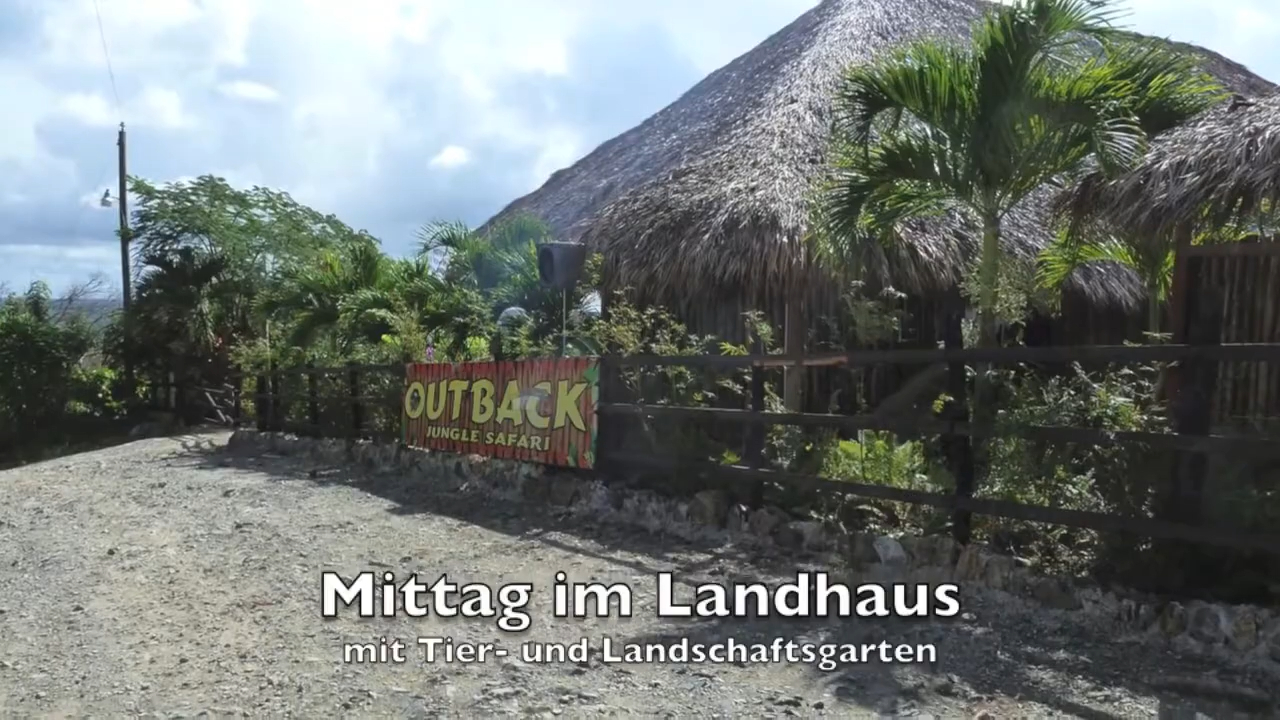 OUTBACK
JUNGLE SAFARI
Mittag im Landhaus
mit Tier- und Landschaftsgarten